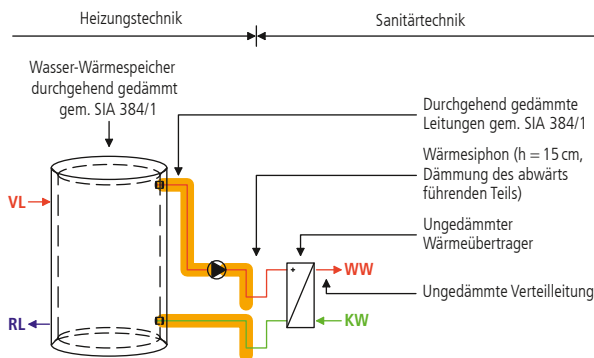 Heizungstechnik
Sanitärtechnik
Wasser-Wärmespeicher
durchgehend gedämmt
gem. SIA 384/1
Durchgehend gedämmte
Leitungen gem. SIA 384/1
Wärmesiphon (h = 15 cm,
Dämmung des abwärts
führenden Teils)
Ungedämmter
Wärmeübertrager
Ungedämmte Verteilleitung
VL
RL
+
WW
KW